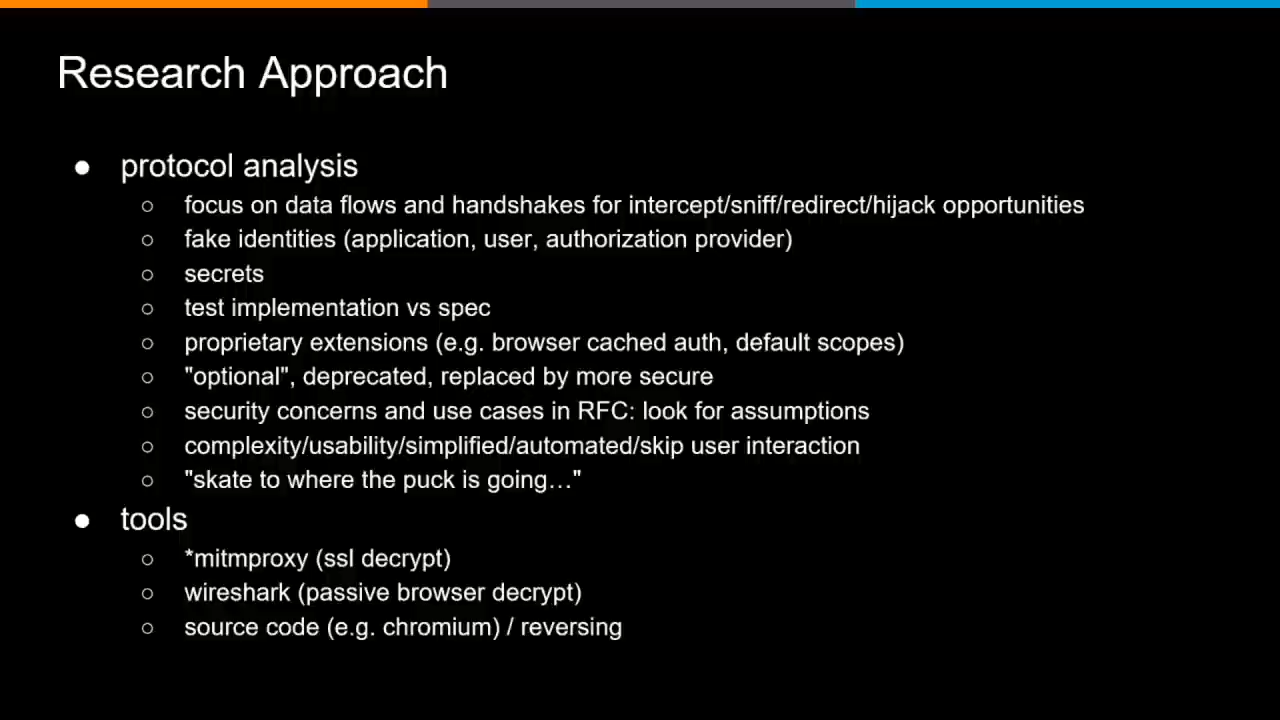 Research Approach
● protocol analysis
○ focus on data flows and handshakes for intercept/sniff/redirect/hijack opportunities
○ fake identities (application, user, authorization provider)
○ secrets
○ test implementation vs spec
○ proprietary extensions (e.g. browser cached auth, default scopes)
○ "optional", deprecated, replaced by more secure
○ security concerns and use cases in RFC: look for assumptions
○ complexity/usability/simplified/automated/skip user interaction
○ "skate to where the puck is going…"
● tools
○ *mitmproxy (ssl decrypt)
○ wireshark (passive browser decrypt)
○ source code (e.g. chromium) / reversing